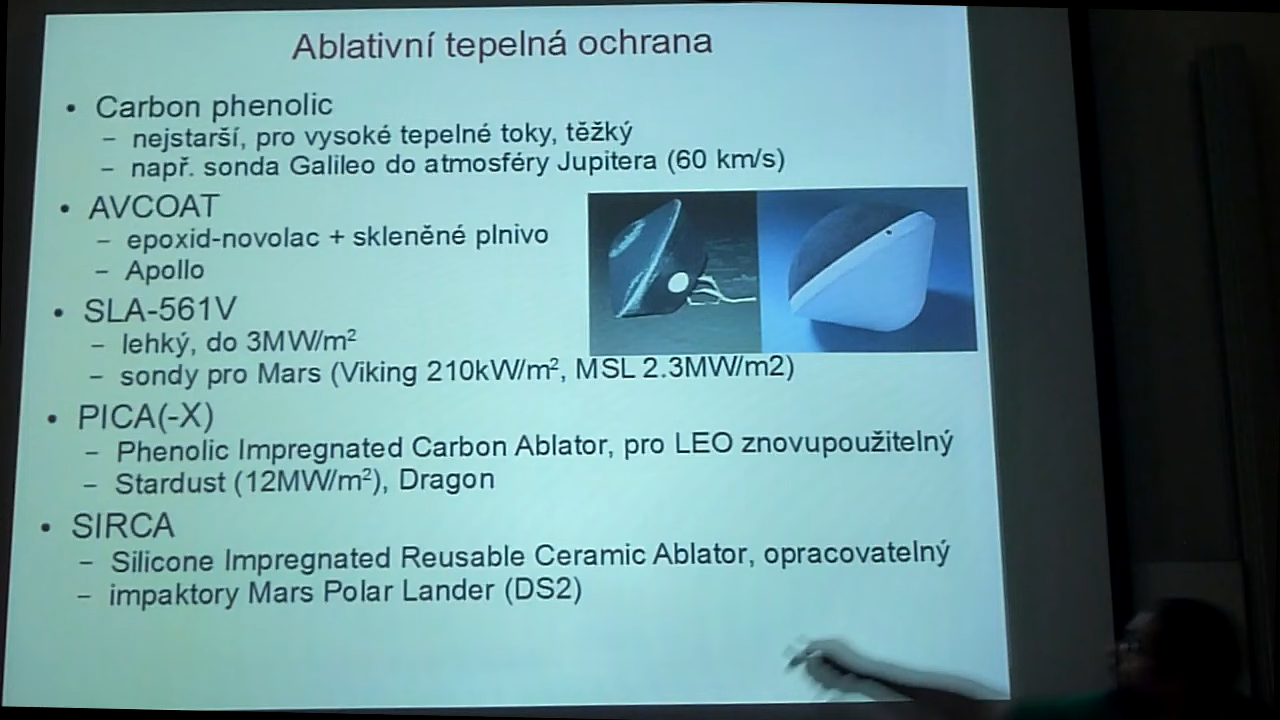 Ablativní tepelná ochrana
• Carbon phenolic
– nejstarší, pro vysoké tepelné toky, těžký
– např. sonda Galileo do atmosféry Jupitera (60 km/s)
• AVCOAT
– epoxid-novolac + skleněné plnivo
– Apollo
• SLA-561V
– lehký, do 3MW/m²
– sondy pro Mars (Viking 210kW/m², MSL 2.3MW/m2)
• PICA(-X)
– Phenolic Impregnated Carbon Ablator, pro LEO znovupoužitelný
– Stardust (12MW/m²), Dragon
• SIRCA
– Silicone Impregnated Reusable Ceramic Ablator, opracovatelný
– impaktory Mars Polar Lander (DS2)